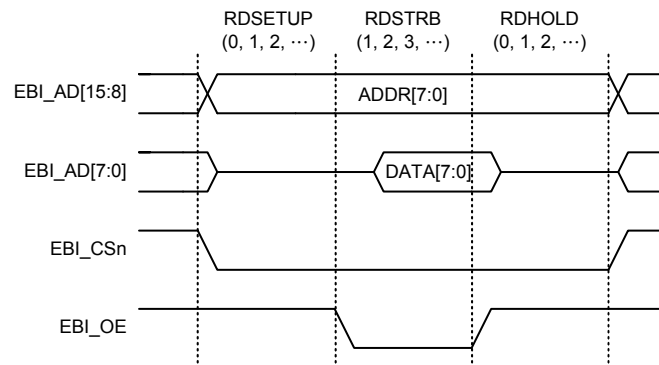 RDSETUP RDSTRB RDHOLD
(0, 1, 2, ⋯) (1, 2, 3, ⋯) (0, 1, 2, ⋯)
EBI_AD[15:8] ADDR[7:0]
EBI_AD[7:0] DATA[7:0]
EBI_CSn
EBI_OE